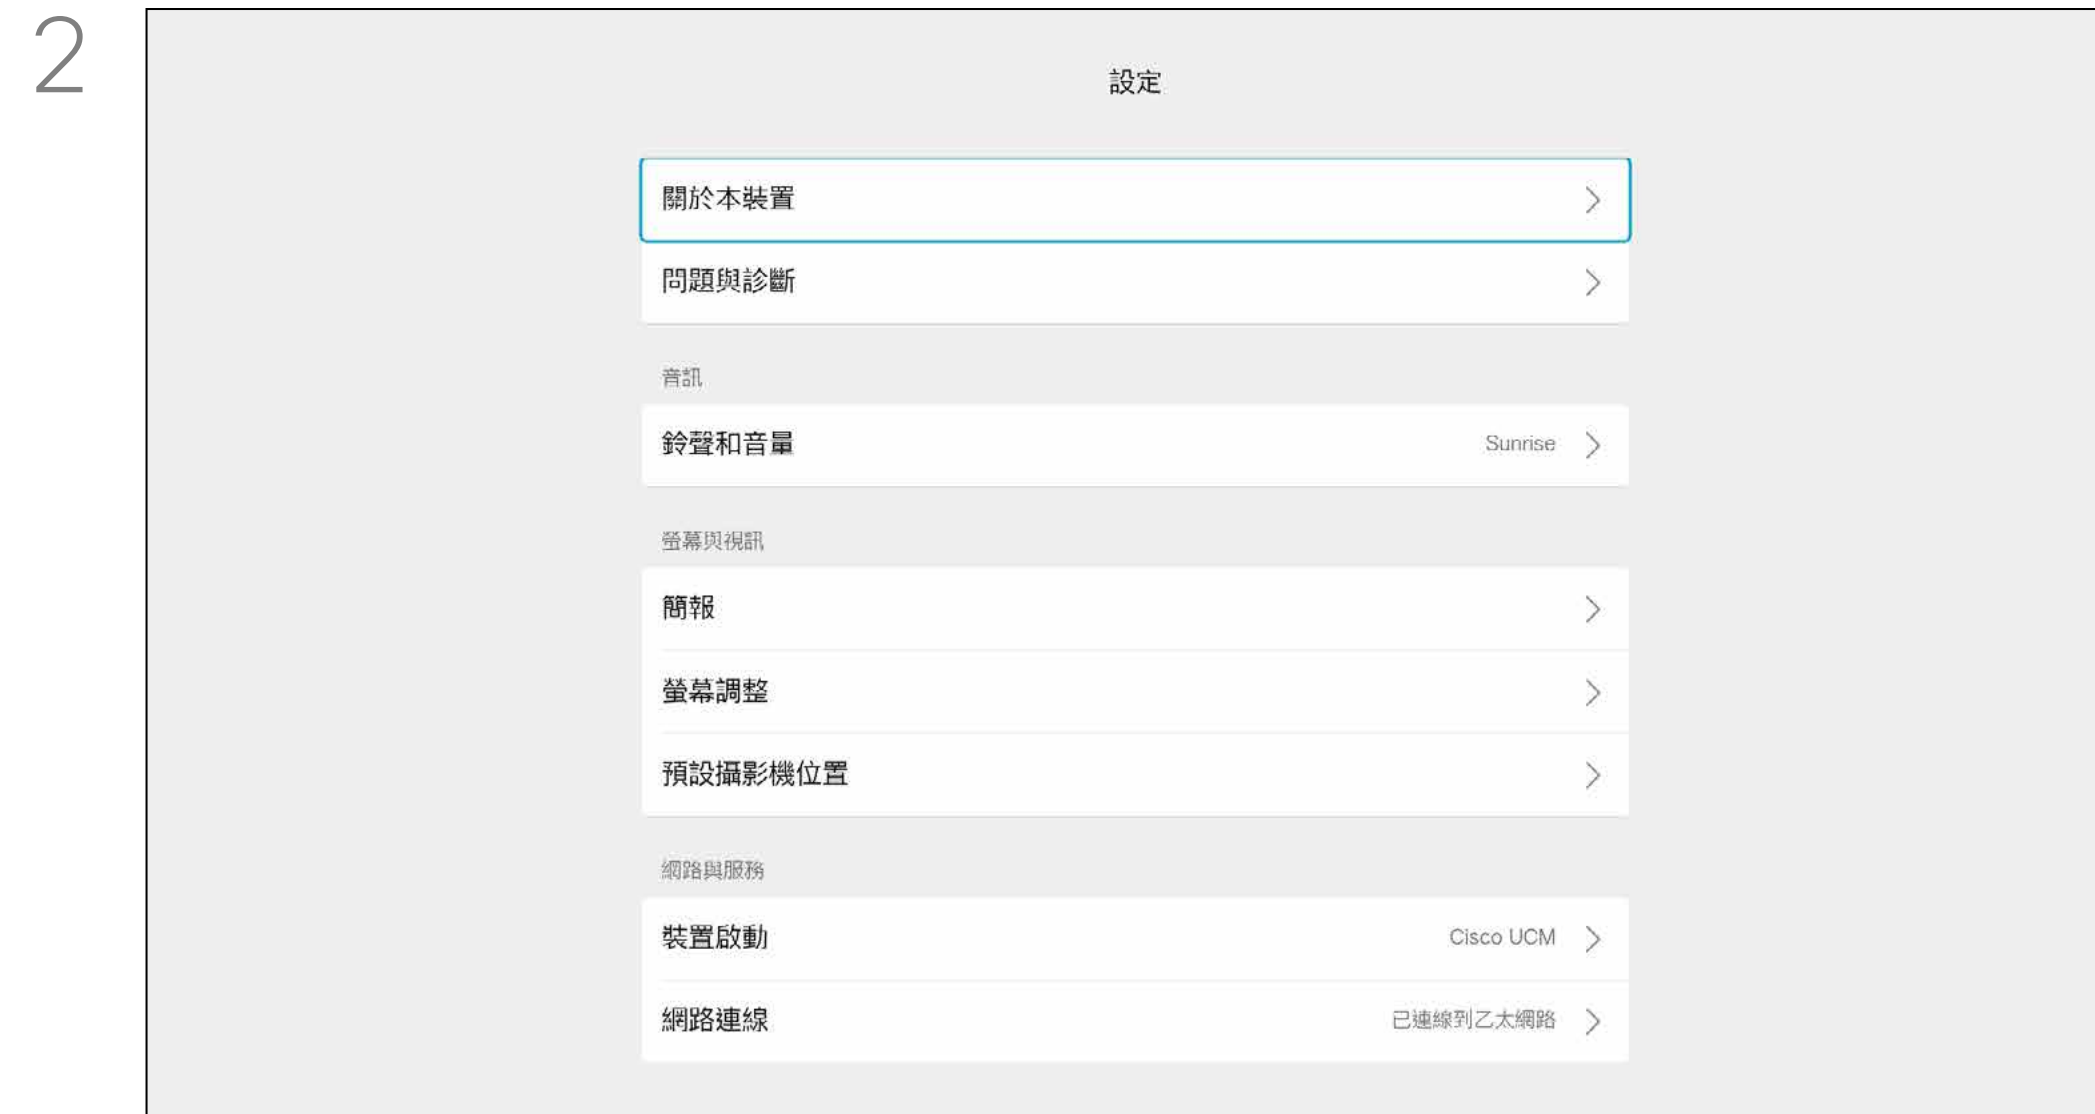 2
設定
關於本裝置
問題與診斷
音訊
鈴聲和音量 Sunrise
螢幕與視訊
簡報
螢幕調整
預設攝影機位置
網路與服務
裝置啟動 Cisco UCM
網路連線 已連線到乙太網路